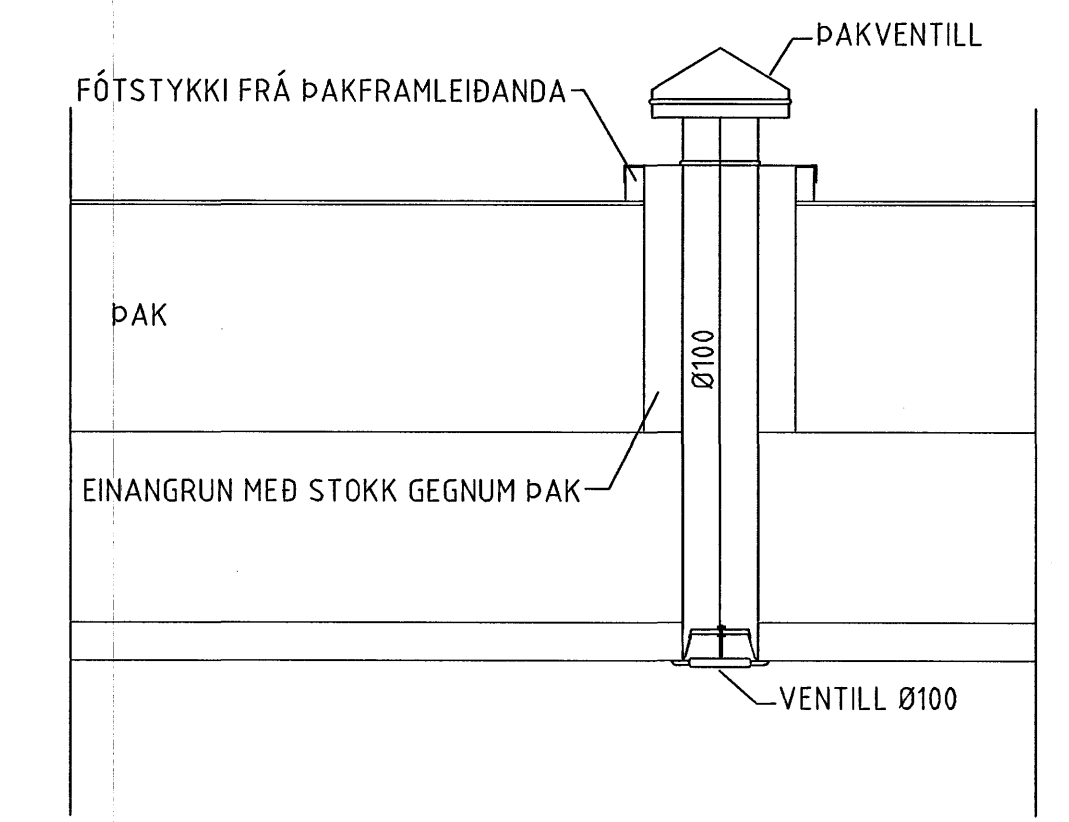 ÞAKVENTILL
FÓTSTYKKI FRÁ ÞAKFRAMLEIÐANDA
ÞAK
Ø100
EINANGRUN MEÐ STOKK GEGNUM ÞAK
VENTILL Ø100